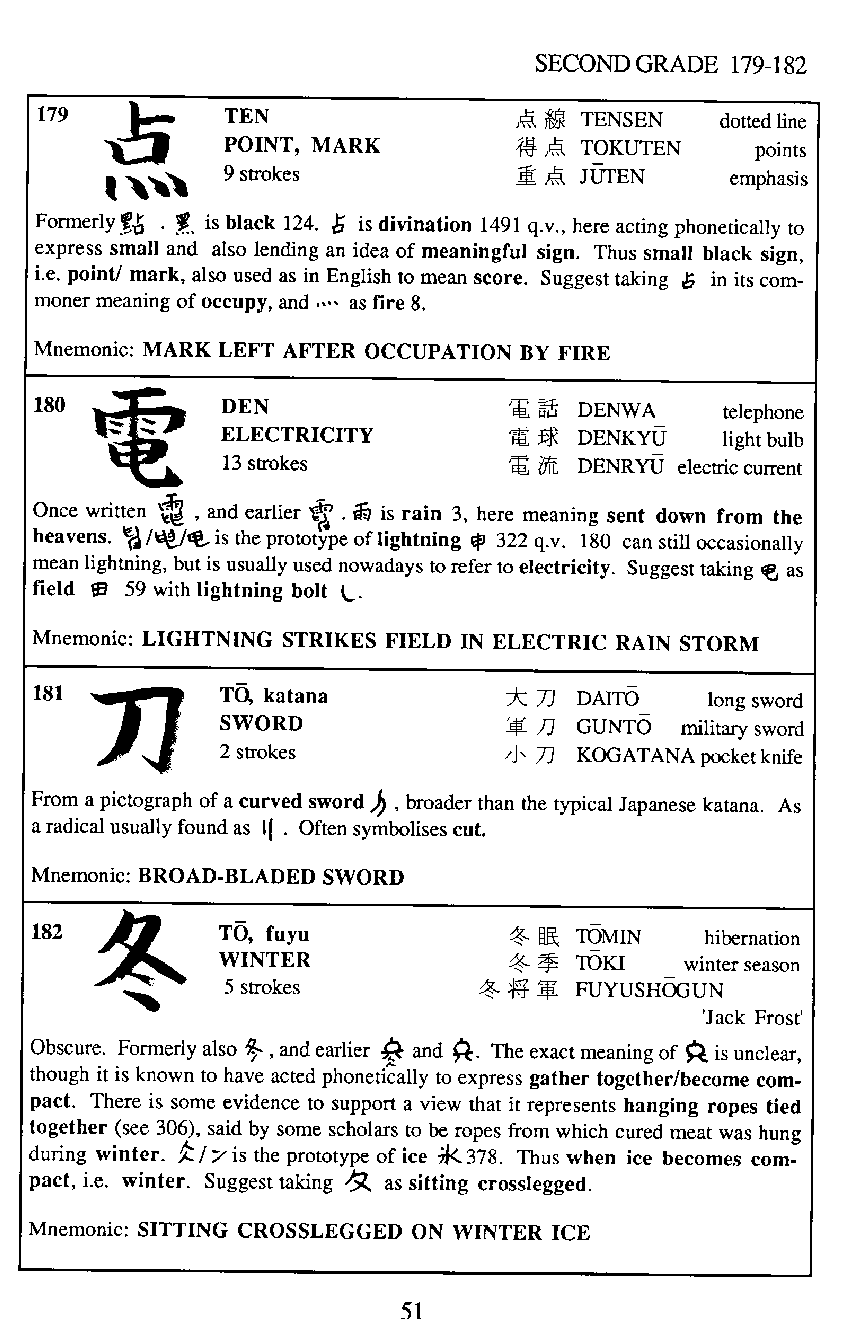 SECOND GRADE 179-182
179 点 TEN 点線 TENSEN dotted line
POINT, MARK 得点 TOKUTEN points
9 strokes 重点 JŪTEN emphasis
Formerly 點 . 黑 is black 124. 占 is divination 1491 q.v., here acting phonetically to
express small and also lending an idea of meaningful sign. Thus small black sign,
i.e. point/ mark, also used as in English to mean score. Suggest taking 占 in its com-
moner meaning of occupy, and 灬 as fire 8.
Mnemonic: MARK LEFT AFTER OCCUPATION BY FIRE
180 電 DEN 電話 DENWA telephone
ELECTRICITY 電球 DENKYŪ light bulb
13 strokes 電流 DENRYŪ electric current
Once written , and earlier . 雨 is rain 3, here meaning sent down from the
heavens. / / is the prototype of lightning 申 322 q.v. 180 can still occasionally
mean lightning, but is usually used nowadays to refer to electricity. Suggest taking 电 as
field 田 59 with lightning bolt 乚.
Mnemonic: LIGHTNING STRIKES FIELD IN ELECTRIC RAIN STORM
181 刀 TŌ, katana 大刀 DAITŌ long sword
SWORD 軍刀 GUNTŌ military sword
2 strokes 小刀 KOGATANA pocket knife
From a pictograph of a curved sword , broader than the typical Japanese katana. As
a radical usually found as 刂 . Often symbolises cut.
Mnemonic: BROAD-BLADED SWORD
182 冬 TŌ, fuyu 冬眠 TŌMIN hibernation
WINTER 冬季 TŌKI winter season
5 strokes 冬将軍 FUYUSHŌGUN
'Jack Frost'
Obscure. Formerly also , and earlier and . The exact meaning of is unclear,
though it is known to have acted phonetically to express gather together/become com-
pact. There is some evidence to support a view that it represents hanging ropes tied
together (see 306), said by some scholars to be ropes from which cured meat was hung
during winter. / is the prototype of ice 氷 378. Thus when ice becomes com-
pact, i.e. winter. Suggest taking 夂 as sitting crosslegged.
Mnemonic: SITTING CROSSLEGGED ON WINTER ICE
51